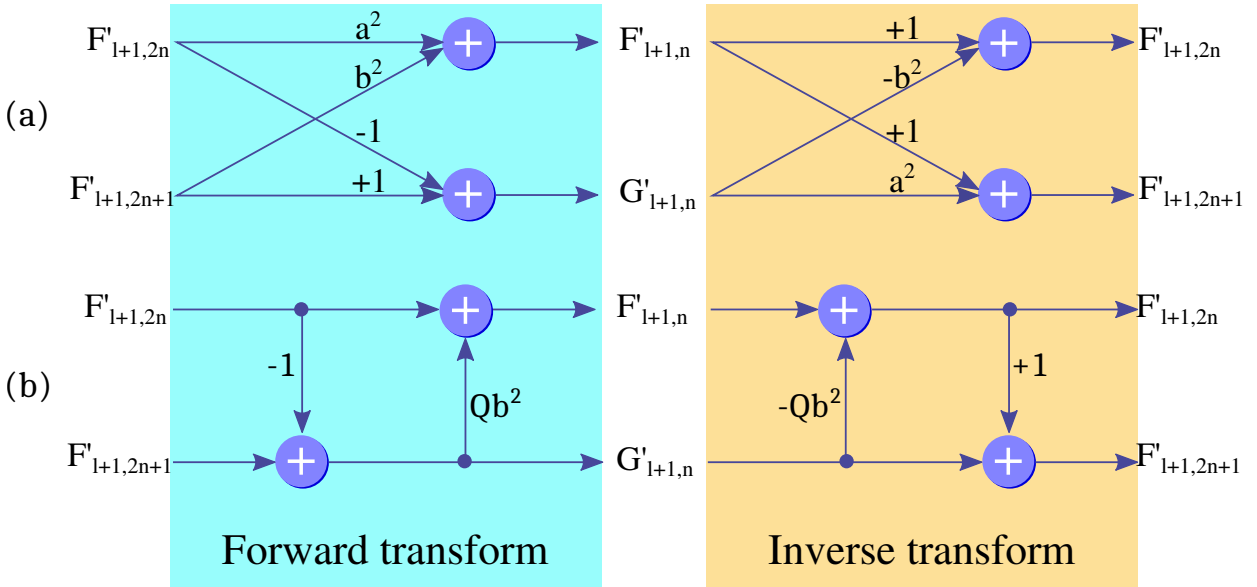 F'l+1,2n a² + F'l+1,n +1 + F'l+1,2n
b² -b²
(a)
-1 +1
F'l+1,2n+1 +1 + G'l+1,n a² + F'l+1,2n+1
F'l+1,2n + F'l+1,n + F'l+1,2n
-1 +1
(b) Qb² -Qb²
F'l+1,2n+1 + G'l+1,n + F'l+1,2n+1
Forward transform Inverse transform